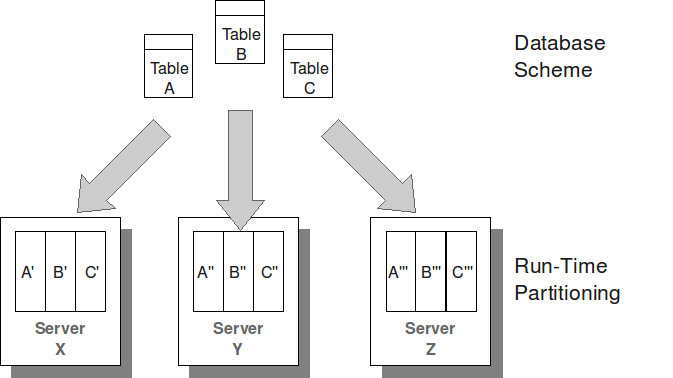 Table
A
Table
B
Table
C
Database
Scheme
A' B' C'
Server
X
A'' B'' C''
Server
Y
A''' B''' C'''
Server
Z
Run-Time
Partitioning